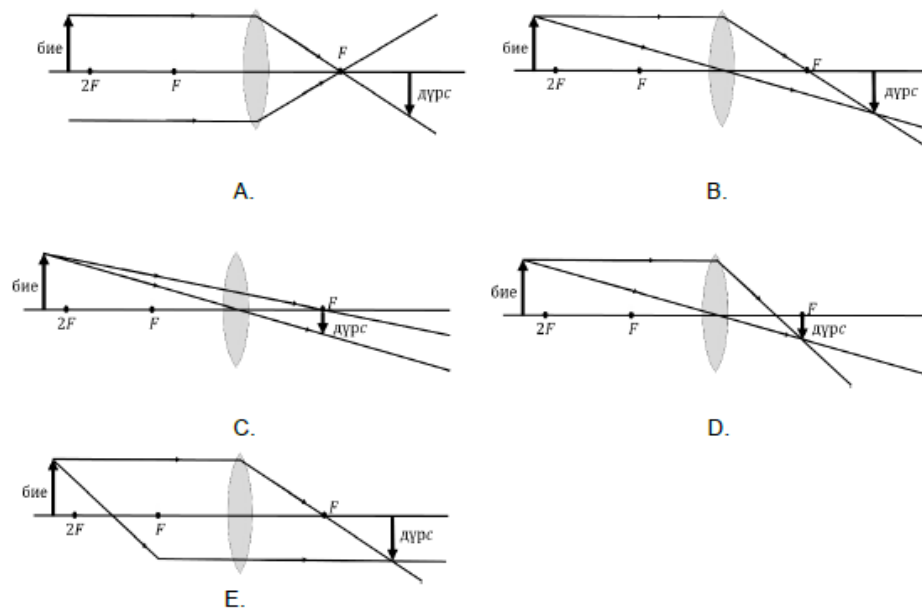 бие 2F F F дүрс
A.
бие 2F F F дүрс
B.
бие 2F F F дүрс
C.
бие 2F F F дүрс
D.
бие 2F F F дүрс
E.